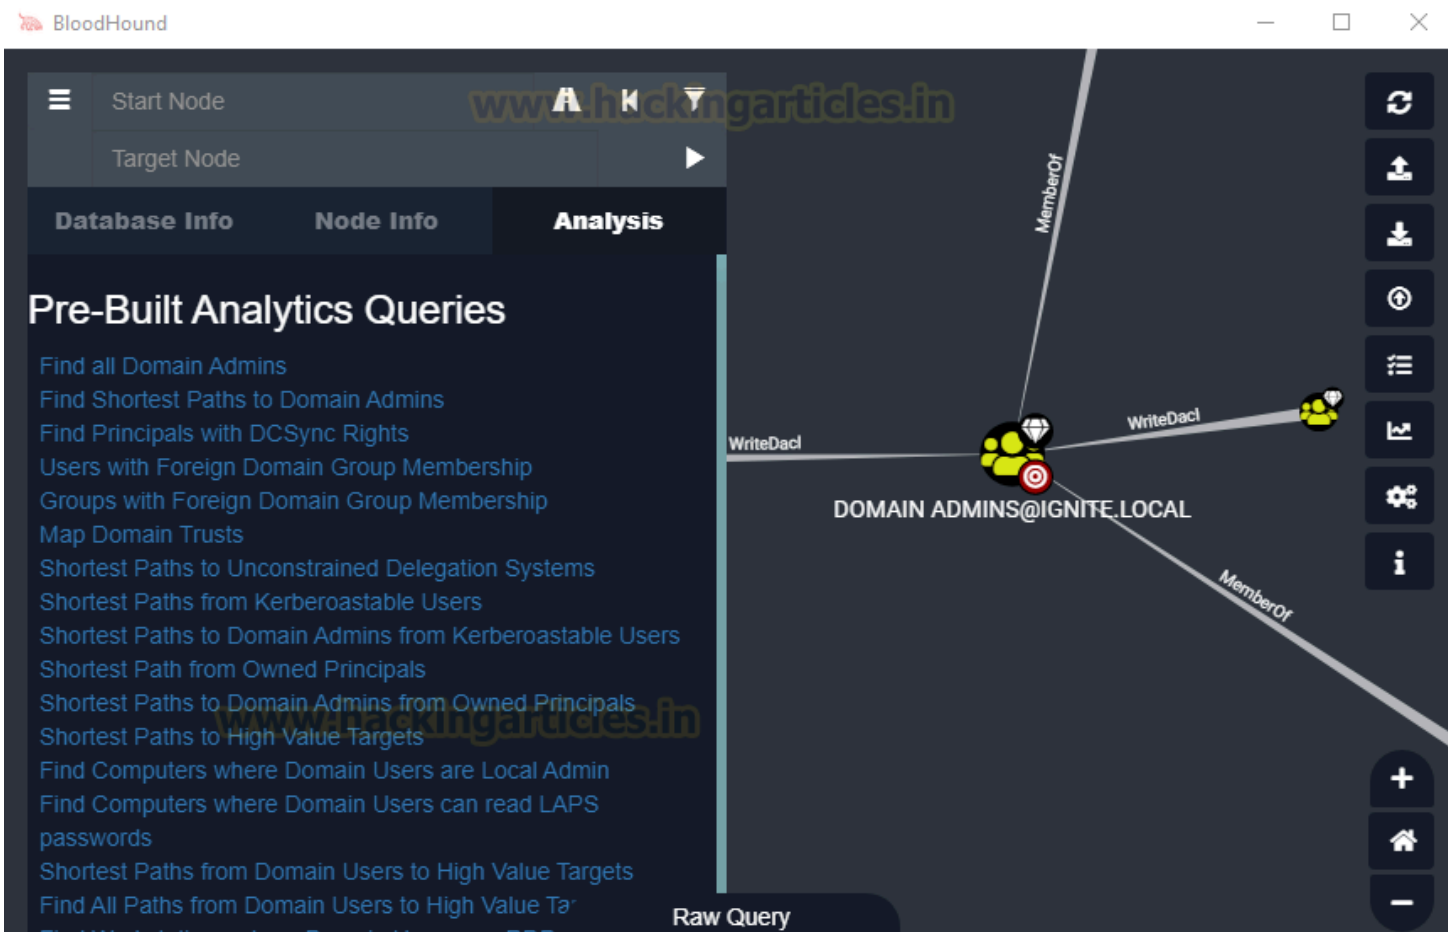 BloodHound
Start Node
www.hackingarticles.in
Target Node
Database Info
Node Info
Analysis
Pre-Built Analytics Queries
Find all Domain Admins
Find Shortest Paths to Domain Admins
Find Principals with DCSync Rights
Users with Foreign Domain Group Membership
Groups with Foreign Domain Group Membership
Map Domain Trusts
Shortest Paths to Unconstrained Delegation Systems
Shortest Paths from Kerberoastable Users
Shortest Paths to Domain Admins from Kerberoastable Users
Shortest Path from Owned Principals
Shortest Paths to Domain Admins from Owned Principals
www.hackingarticles.in
Shortest Paths to High Value Targets
Find Computers where Domain Users are Local Admin
Find Computers where Domain Users can read LAPS
passwords
Shortest Paths from Domain Users to High Value Targets
Find All Paths from Domain Users to High Value
Raw Query
MemberOf
WriteDacl
WriteDacl
DOMAIN ADMINS@IGNITE.LOCAL
MemberOf